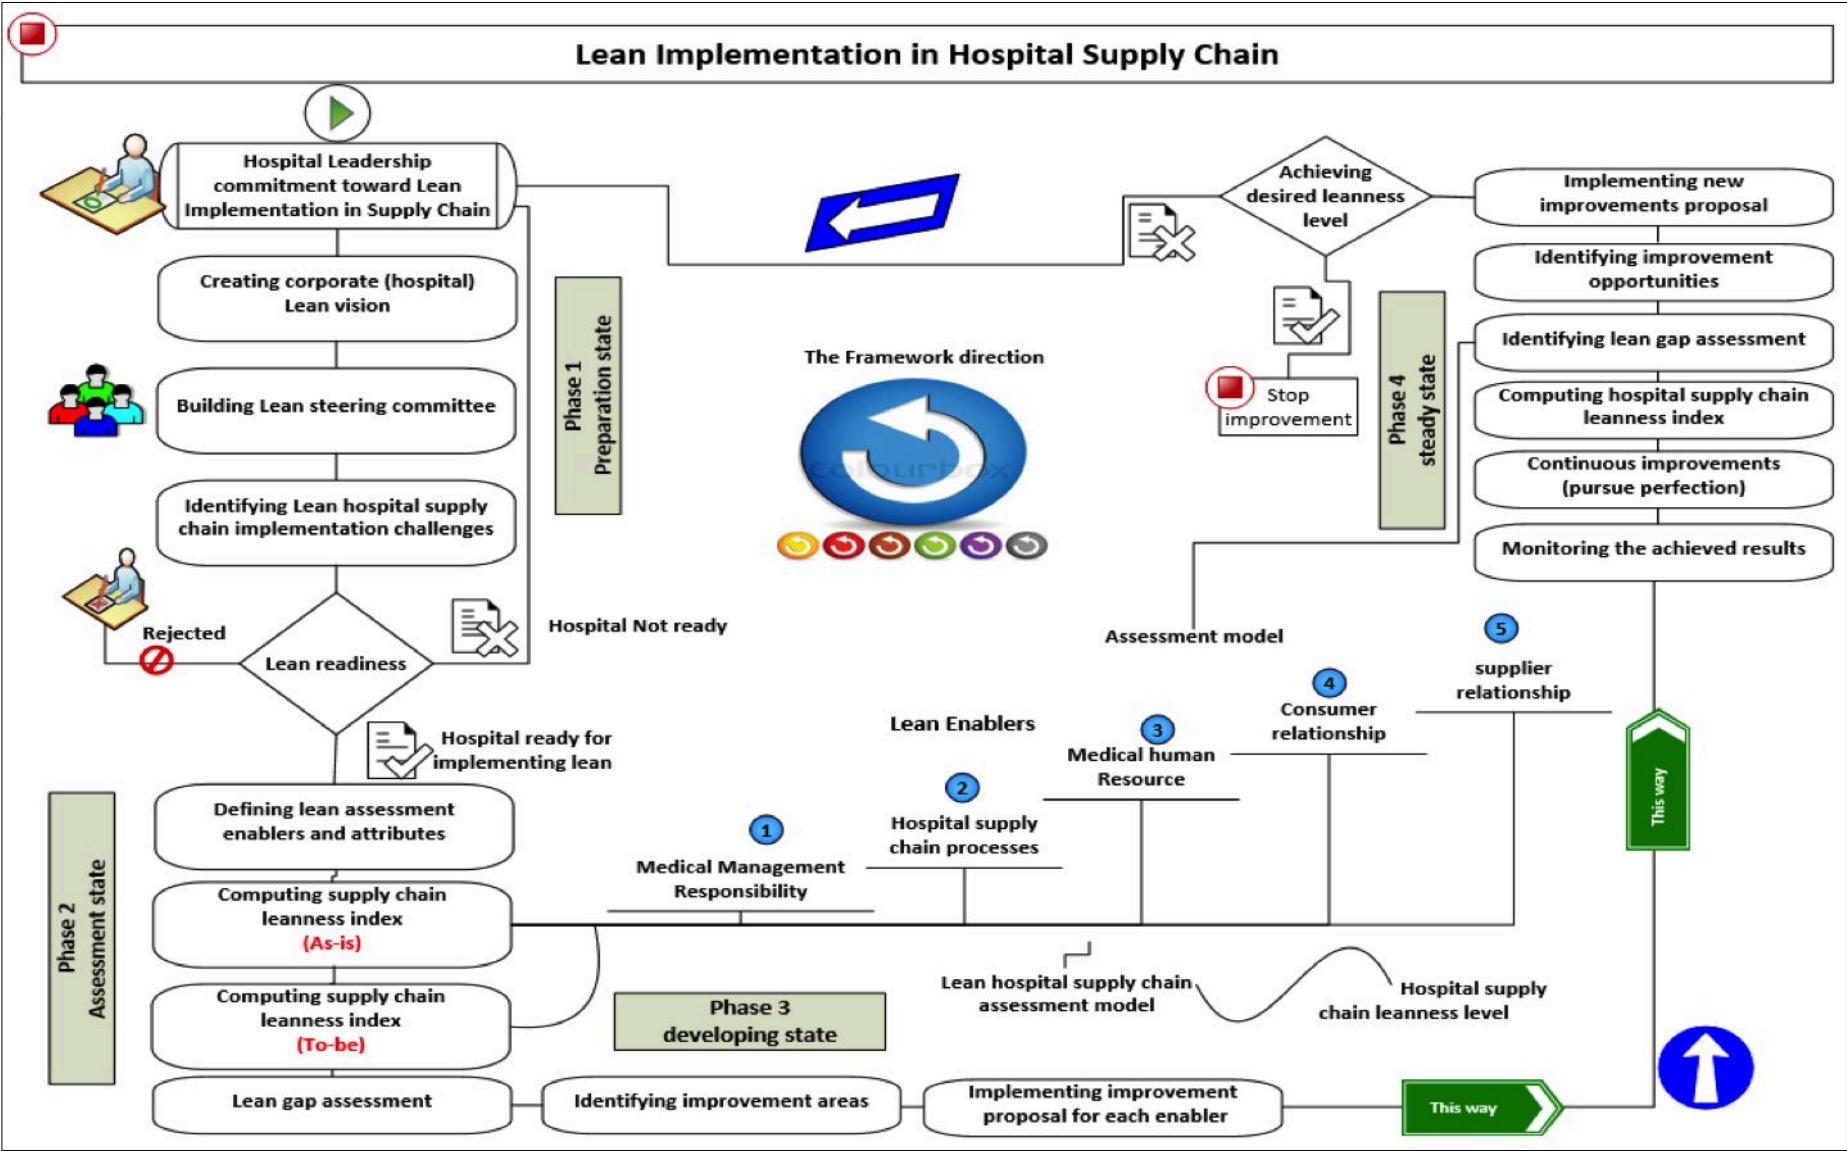 Lean Implementation in Hospital Supply Chain
Hospital Leadership
commitment toward Lean
Implementation in Supply Chain
Creating corporate (hospital)
Lean vision
Building Lean steering committee
Identifying Lean hospital supply
chain implementation challenges
Phase 1
Preparation state
Rejected
Lean readiness
Hospital Not ready
Hospital ready for
implementing lean
Phase 2
Assessment state
Defining lean assessment
enablers and attributes
Computing supply chain
leanness index
(As-is)
Computing supply chain
leanness index
(To-be)
Lean gap assessment
Identifying improvement areas
Implementing improvement
proposal for each enabler
This way
Phase 3
developing state
Lean Enablers
1
Medical Management
Responsibility
2
Hospital supply
chain processes
3
Medical human
Resource
4
Consumer
relationship
5
supplier
relationship
Lean hospital supply chain
assessment model
Hospital supply
chain leanness level
Assessment model
This way
The Framework direction
colourbox
Phase 4
steady state
Achieving
desired leanness
level
Stop
improvement
Implementing new
improvements proposal
Identifying improvement
opportunities
Identifying lean gap assessment
Computing hospital supply chain
leanness index
Continuous improvements
(pursue perfection)
Monitoring the achieved results